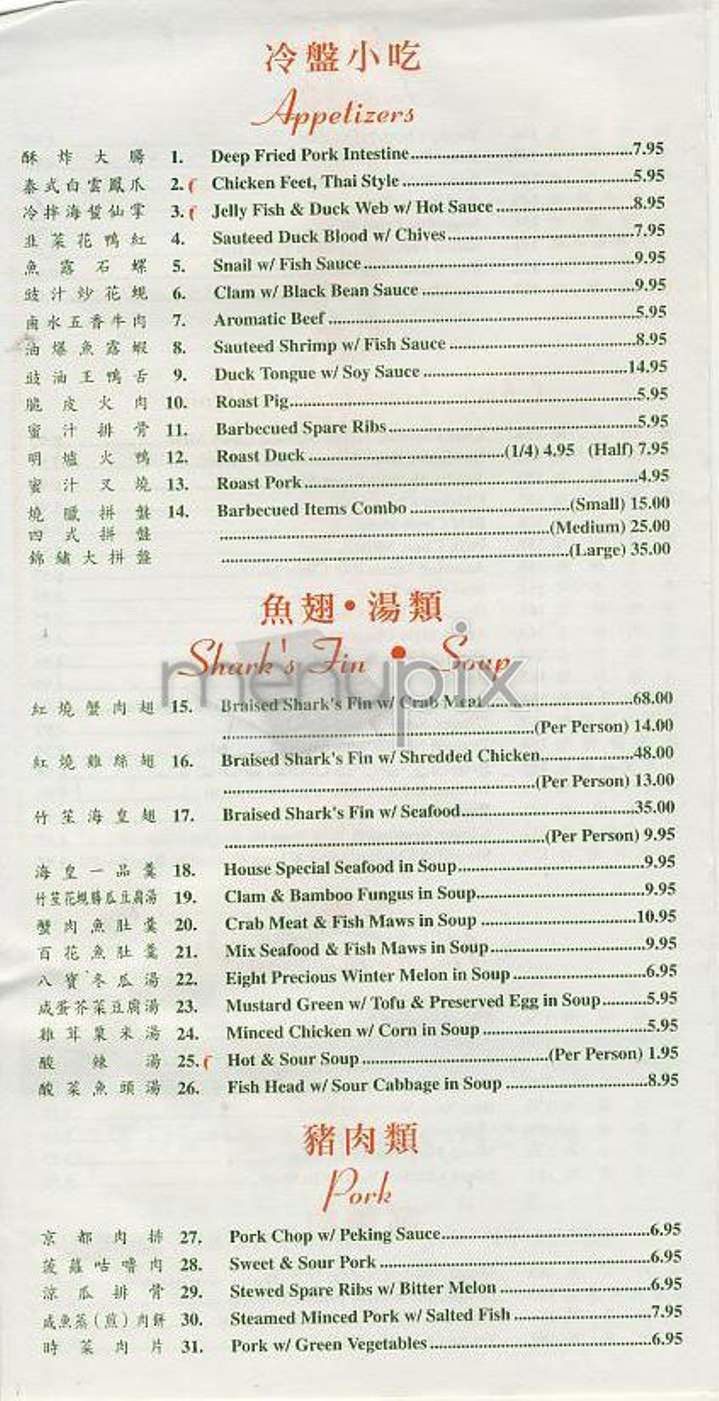 冷盤小吃
Appetizers
酥炸大腸 1. Deep Fried Pork Intestine 7.95
泰式白雲鳳爪 2. Chicken Feet, Thai Style 5.95
冷拌海蜇仙掌 3. Jelly Fish & Duck Web w/ Hot Sauce 8.95
韭菜花鴨紅 4. Sauteed Duck Blood w/ Chives 7.95
魚露石螺 5. Snail w/ Fish Sauce 9.95
豉汁炒花蜆 6. Clam w/ Black Bean Sauce 9.95
鹵水五香牛肉 7. Aromatic Beef 5.95
油爆魚露蝦 8. Sauteed Shrimp w/ Fish Sauce 8.95
豉油王鴨舌 9. Duck Tongue w/ Soy Sauce 14.95
脆皮火肉 10. Roast Pig 5.95
蜜汁排骨 11. Barbecued Spare Ribs 5.95
明爐火鴨 12. Roast Duck (1/4) 4.95 (Half) 7.95
蜜汁叉燒 13. Roast Pork 4.95
燒臘拼盤 14. Barbecued Items Combo (Small) 15.00
四式拼盤 (Medium) 25.00
錦繡大拼盤 (Large) 35.00
魚翅•湯類
Shark's Fin • Soup
menupix
紅燒蟹肉翅 15. Braised Shark's Fin w/ Crab Meat 68.00
(Per Person) 14.00
紅燒雞絲翅 16. Braised Shark's Fin w/ Shredded Chicken 48.00
(Per Person) 13.00
竹笙海皇翅 17. Braised Shark's Fin w/ Seafood 35.00
(Per Person) 9.95
海皇一品羹 18. House Special Seafood in Soup 9.95
竹笙花蜆勝瓜豆腐湯 19. Clam & Bamboo Fungus in Soup 9.95
蟹肉魚肚羹 20. Crab Meat & Fish Maws in Soup 10.95
百花魚肚羹 21. Mix Seafood & Fish Maws in Soup 9.95
八寶冬瓜湯 22. Eight Precious Winter Melon in Soup 6.95
咸蛋芥菜豆腐湯 23. Mustard Green w/ Tofu & Preserved Egg in Soup 5.95
雞茸粟米湯 24. Minced Chicken w/ Corn in Soup 5.95
酸辣湯 25. Hot & Sour Soup (Per Person) 1.95
酸菜魚頭湯 26. Fish Head w/ Sour Cabbage in Soup 8.95
豬肉類
Pork
京都肉排 27. Pork Chop w/ Peking Sauce 6.95
菠蘿咕嚕肉 28. Sweet & Sour Pork 6.95
涼瓜排骨 29. Stewed Spare Ribs w/ Bitter Melon 6.95
咸魚蒸(煎)肉餅 30. Steamed Minced Pork w/ Salted Fish 7.95
時菜肉片 31. Pork w/ Green Vegetables 6.95